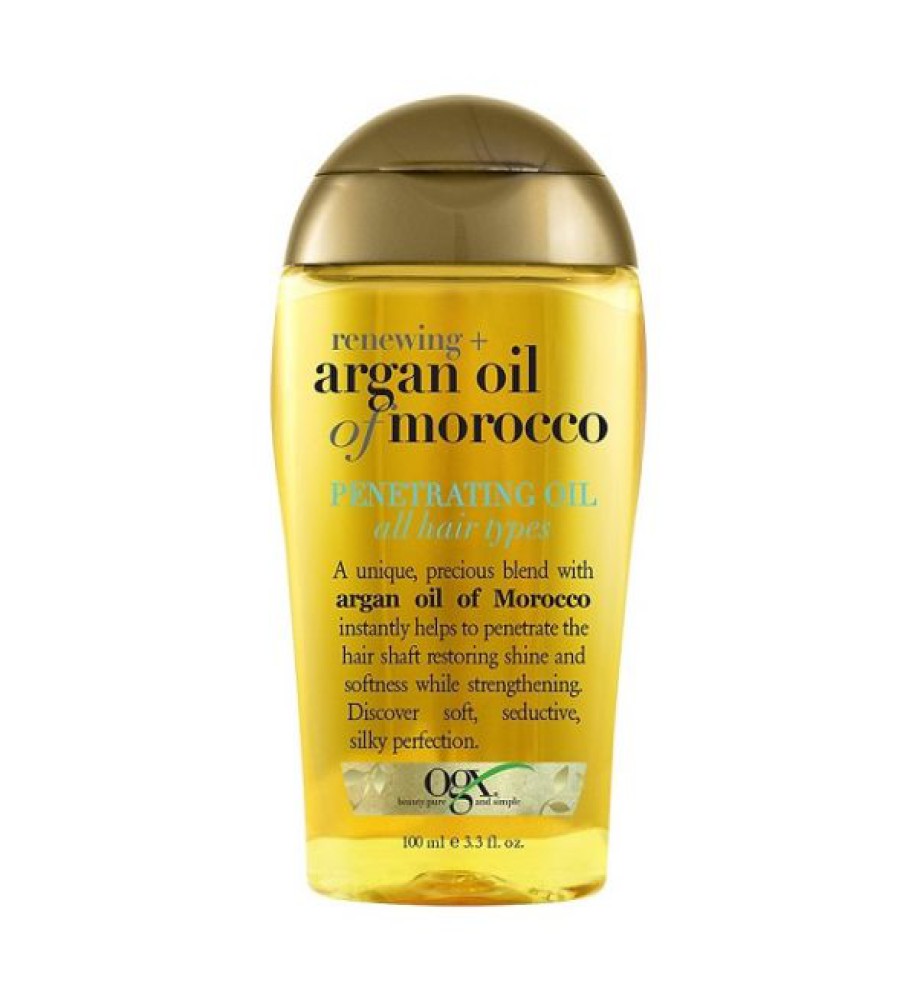 renewing +
argan oil
of morocco
PENETRATING OIL
all hair types
A unique, precious blend with
argan oil of Morocco
instantly helps to penetrate the
hair shaft restoring shine and
softness while strengthening.
Discover soft, seductive,
silky perfection.
ogx®
beauty pure and simple
100 ml e 3.3 fl. oz.